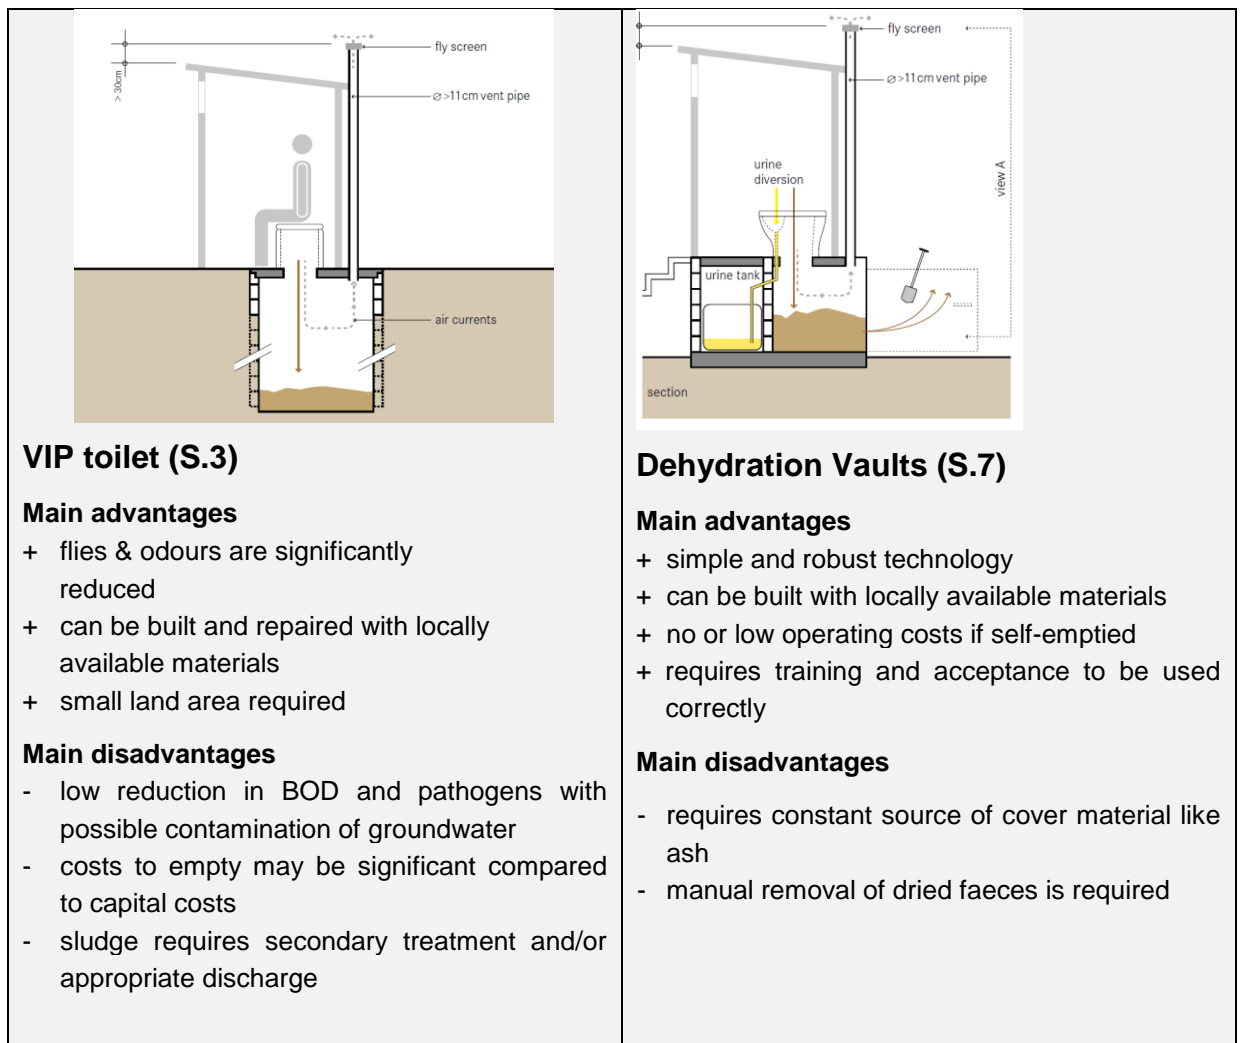 fly screen
> 30cm
⌀>11cm vent pipe
air currents
VIP toilet (S.3)
Main advantages
+ flies & odours are significantly
reduced
+ can be built and repaired with locally
available materials
+ small land area required
Main disadvantages
- low reduction in BOD and pathogens with
possible contamination of groundwater
- costs to empty may be significant compared
to capital costs
- sludge requires secondary treatment and/or
appropriate discharge
fly screen
⌀>11cm vent pipe
urine
diversion
view A
urine tank
section
Dehydration Vaults (S.7)
Main advantages
+ simple and robust technology
+ can be built with locally available materials
+ no or low operating costs if self-emptied
+ requires training and acceptance to be used
correctly
Main disadvantages
- requires constant source of cover material like
ash
- manual removal of dried faeces is required